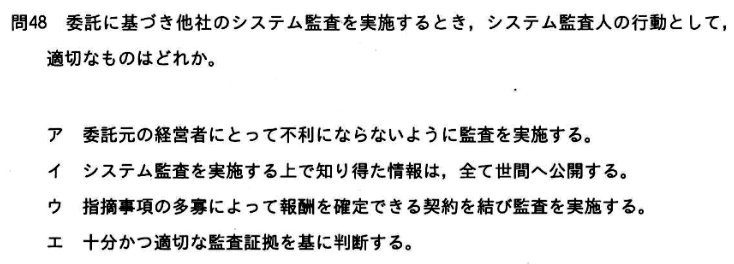 問48　委託に基づき他社のシステム監査を実施するとき，システム監査人の行動として，
適切なものはどれか。
ア　委託元の経営者にとって不利にならないように監査を実施する。
イ　システム監査を実施する上で知り得た情報は，全て世間へ公開する。
ウ　指摘事項の多寡によって報酬を確定できる契約を結び監査を実施する。
エ　十分かつ適切な監査証拠を基に判断する。